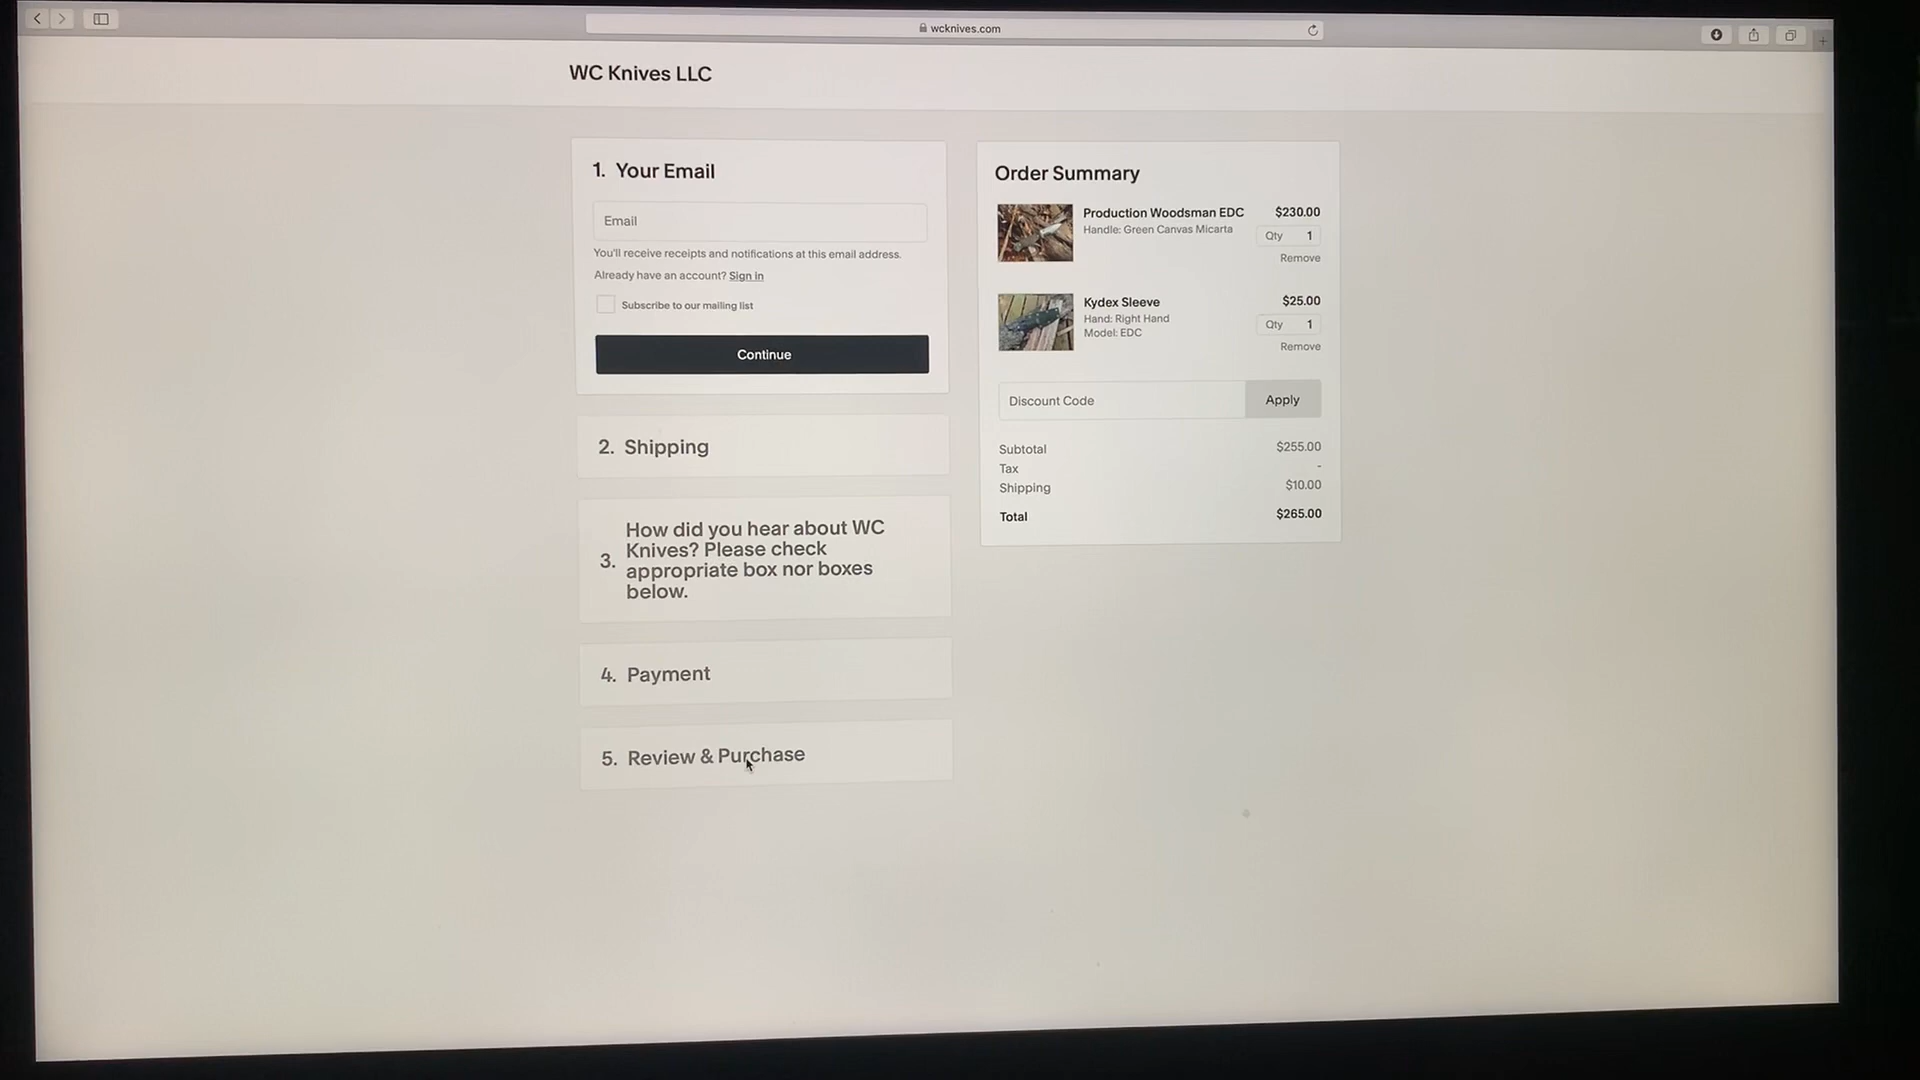 wcknives.com
WC Knives LLC
1. Your Email
Email
You'll receive receipts and notifications at this email address.
Already have an account? Sign in
Subscribe to our mailing list
Continue
2. Shipping
3. How did you hear about WC
Knives? Please check
appropriate box nor boxes
below.
4. Payment
5. Review & Purchase
Order Summary
Production Woodsman EDC $230.00
Handle: Green Canvas Micarta
Qty 1
Remove
Kydex Sleeve $25.00
Hand: Right Hand
Model: EDC
Qty 1
Remove
Discount Code Apply
Subtotal $255.00
Tax -
Shipping $10.00
Total $265.00